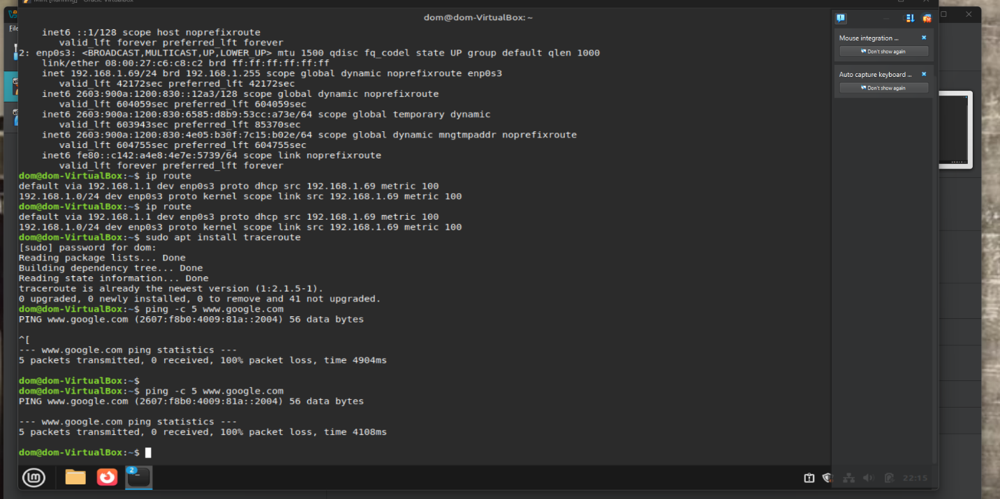 Mint [Running] - Oracle VirtualBox
File
dom@dom-VirtualBox: ~
inet6 ::1/128 scope host noprefixroute
valid_lft forever preferred_lft forever
2: enp0s3: <BROADCAST,MULTICAST,UP,LOWER_UP> mtu 1500 qdisc fq_codel state UP group default qlen 1000
link/ether 08:00:27:c6:c8:c2 brd ff:ff:ff:ff:ff:ff
inet 192.168.1.69/24 brd 192.168.1.255 scope global dynamic noprefixroute enp0s3
valid_lft 42172sec preferred_lft 42172sec
inet6 2603:900a:1200:830::12a3/128 scope global dynamic noprefixroute
valid_lft 604059sec preferred_lft 604059sec
inet6 2603:900a:1200:830:6585:d8b9:53cc:a73e/64 scope global temporary dynamic
valid_lft 603943sec preferred_lft 85370sec
inet6 2603:900a:1200:830:4e05:b30f:7c15:b02e/64 scope global dynamic mngtmpaddr noprefixroute
valid_lft 604755sec preferred_lft 604755sec
inet6 fe80::c142:a4e8:4e7e:5739/64 scope link noprefixroute
valid_lft forever preferred_lft forever
dom@dom-VirtualBox:~$ ip route
default via 192.168.1.1 dev enp0s3 proto dhcp src 192.168.1.69 metric 100
192.168.1.0/24 dev enp0s3 proto kernel scope link src 192.168.1.69 metric 100
dom@dom-VirtualBox:~$ ip route
default via 192.168.1.1 dev enp0s3 proto dhcp src 192.168.1.69 metric 100
192.168.1.0/24 dev enp0s3 proto kernel scope link src 192.168.1.69 metric 100
dom@dom-VirtualBox:~$ sudo apt install traceroute
[sudo] password for dom:
Reading package lists... Done
Building dependency tree... Done
Reading state information... Done
traceroute is already the newest version (1:2.1.5-1).
0 upgraded, 0 newly installed, 0 to remove and 41 not upgraded.
dom@dom-VirtualBox:~$ ping -c 5 www.google.com
PING www.google.com (2607:f8b0:4009:81a::2004) 56 data bytes
^[
--- www.google.com ping statistics ---
5 packets transmitted, 0 received, 100% packet loss, time 4904ms
dom@dom-VirtualBox:~$
dom@dom-VirtualBox:~$ ping -c 5 www.google.com
PING www.google.com (2607:f8b0:4009:81a::2004) 56 data bytes
--- www.google.com ping statistics ---
5 packets transmitted, 0 received, 100% packet loss, time 4108ms
dom@dom-VirtualBox:~$
Mouse integration ...
Don't show again
Auto capture keyboard ...
Don't show again
2
22:15